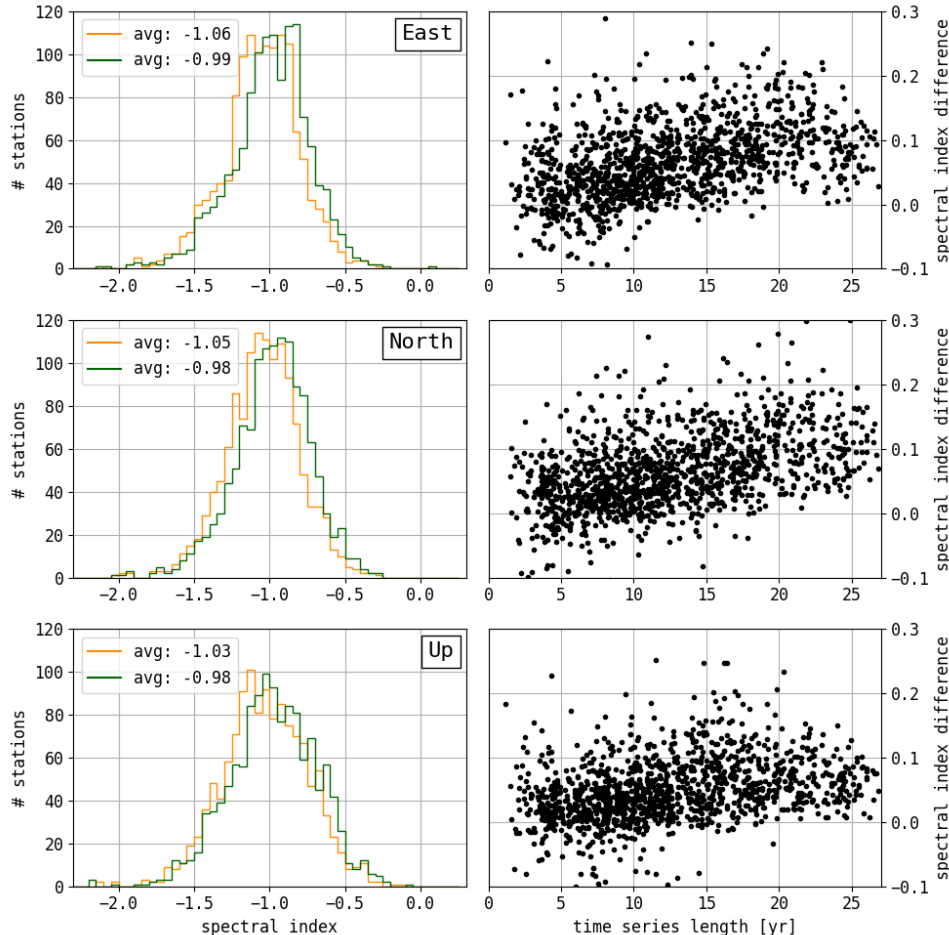 120
100
80
60
40
20
0
# stations
avg: -1.06
avg: -0.99
East
−2.0 −1.5 −1.0 −0.5 0.0
0.3
0.2
0.1
0.0
−0.1
spectral index difference
0 5 10 15 20 25
120
100
80
60
40
20
0
# stations
avg: -1.05
avg: -0.98
North
−2.0 −1.5 −1.0 −0.5 0.0
0.3
0.2
0.1
0.0
−0.1
spectral index difference
0 5 10 15 20 25
120
100
80
60
40
20
0
# stations
avg: -1.03
avg: -0.98
Up
−2.0 −1.5 −1.0 −0.5 0.0
spectral index
0.3
0.2
0.1
0.0
−0.1
spectral index difference
0 5 10 15 20 25
time series length [yr]